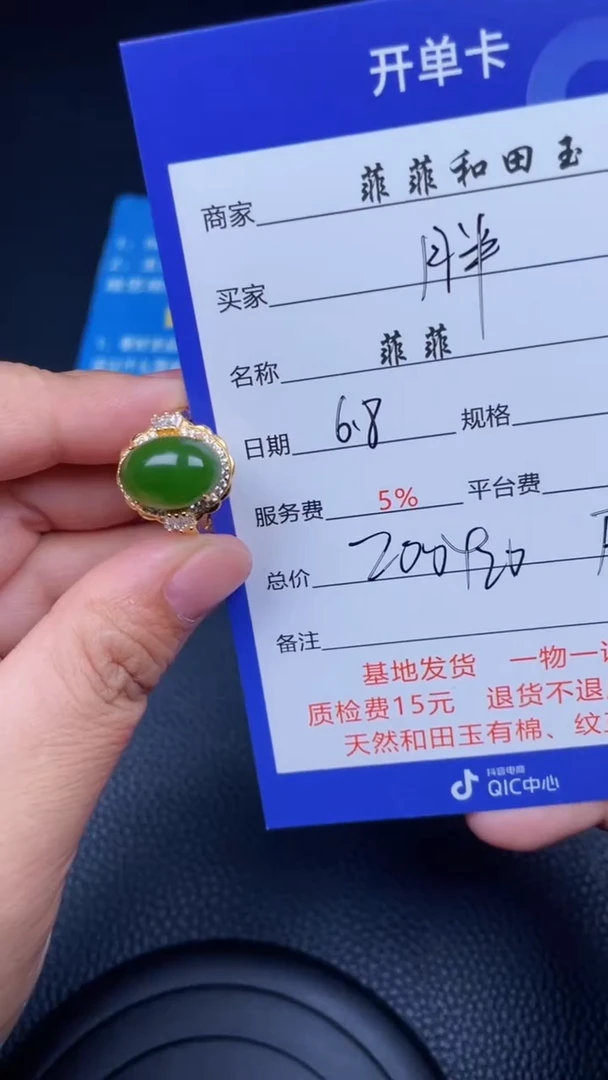 开单卡
商家 菲菲和田玉
买家 胖
名称 菲菲
日期 6.8 规格
服务费 5% 平台费
总价
备注
基地发货 一物一
质检费15元 退货不退
天然和田玉有棉、纹
抖音电商
QIC中心